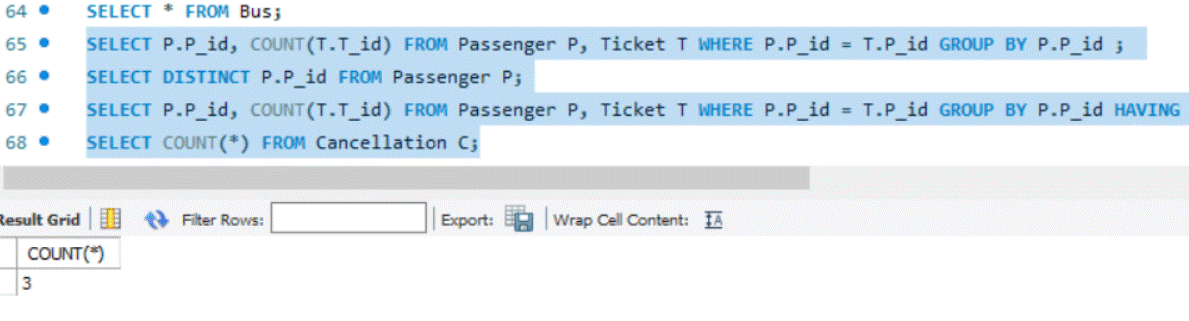 64 SELECT * FROM Bus;
65 SELECT P.P_id, COUNT(T.T_id) FROM Passenger P, Ticket T WHERE P.P_id = T.P_id GROUP BY P.P_id ;
66 SELECT DISTINCT P.P_id FROM Passenger P;
67 SELECT P.P_id, COUNT(T.T_id) FROM Passenger P, Ticket T WHERE P.P_id = T.P_id GROUP BY P.P_id HAVING
68 SELECT COUNT(*) FROM Cancellation C;
Result Grid Filter Rows: Export: Wrap Cell Content: IA
COUNT(*)
3